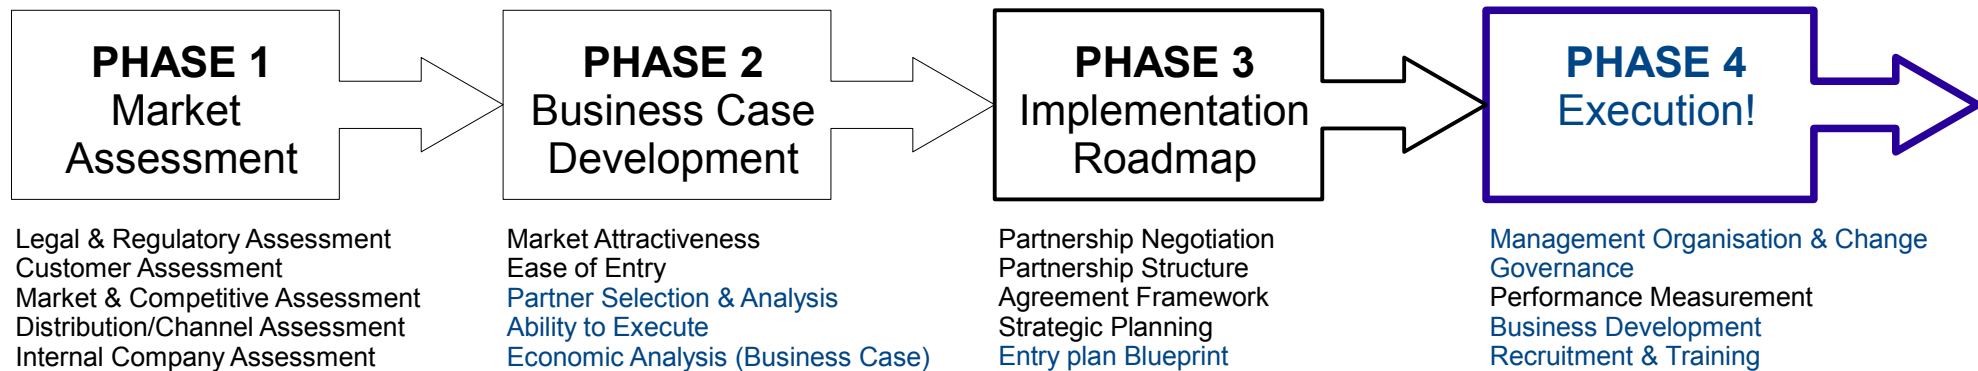 PHASE 1
Market
Assessment
Legal & Regulatory Assessment
Customer Assessment
Market & Competitive Assessment
Distribution/Channel Assessment
Internal Company Assessment
PHASE 2
Business Case
Development
Market Attractiveness
Ease of Entry
Partner Selection & Analysis
Ability to Execute
Economic Analysis (Business Case)
PHASE 3
Implementation
Roadmap
Partnership Negotiation
Partnership Structure
Agreement Framework
Strategic Planning
Entry plan Blueprint
PHASE 4
Execution!
Management Organisation & Change
Governance
Performance Measurement
Business Development
Recruitment & Training